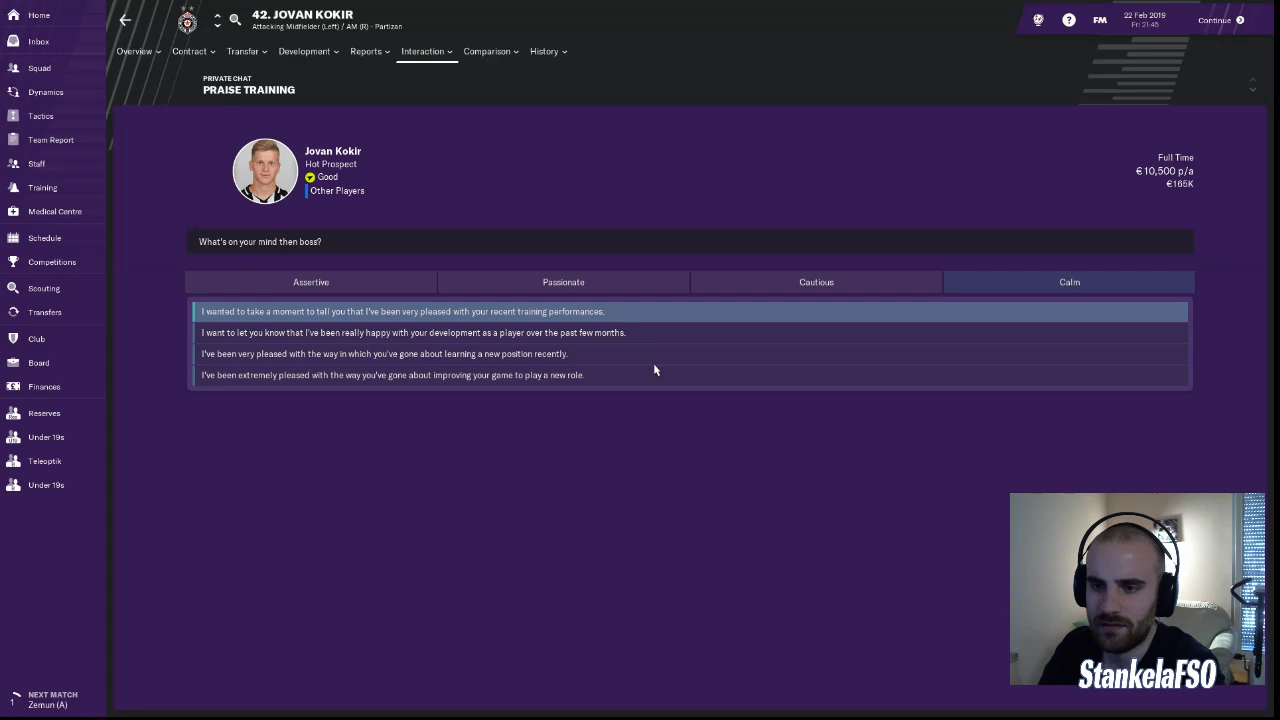 Home
Inbox
Squad
Dynamics
Tactics
Team Report
Staff
Training
Medical Centre
Schedule
Competitions
Scouting
Transfers
Club
Board
Finances
Reserves
Under 19s
Teleoptik
Under 19s
1
NEXT MATCH
Zemun (A)
42. JOVAN KOKIR
Attacking Midfielder (Left) / AM (R) - Partizan
?
FM
22 Feb 2019
Fri 21:45
Continue
Overview
Contract
Transfer
Development
Reports
Interaction
Comparison
History
PRIVATE CHAT
PRAISE TRAINING
Jovan Kokir
Hot Prospect
Good
Other Players
Full Time
€10,500 p/a
€165K
What's on your mind then boss?
Assertive
Passionate
Cautious
Calm
I wanted to take a moment to tell you that I've been very pleased with your recent training performances.
I want to let you know that I've been really happy with your development as a player over the past few months.
I've been very pleased with the way in which you've gone about learning a new position recently.
I've been extremely pleased with the way you've gone about improving your game to play a new role.
StankelaFSO